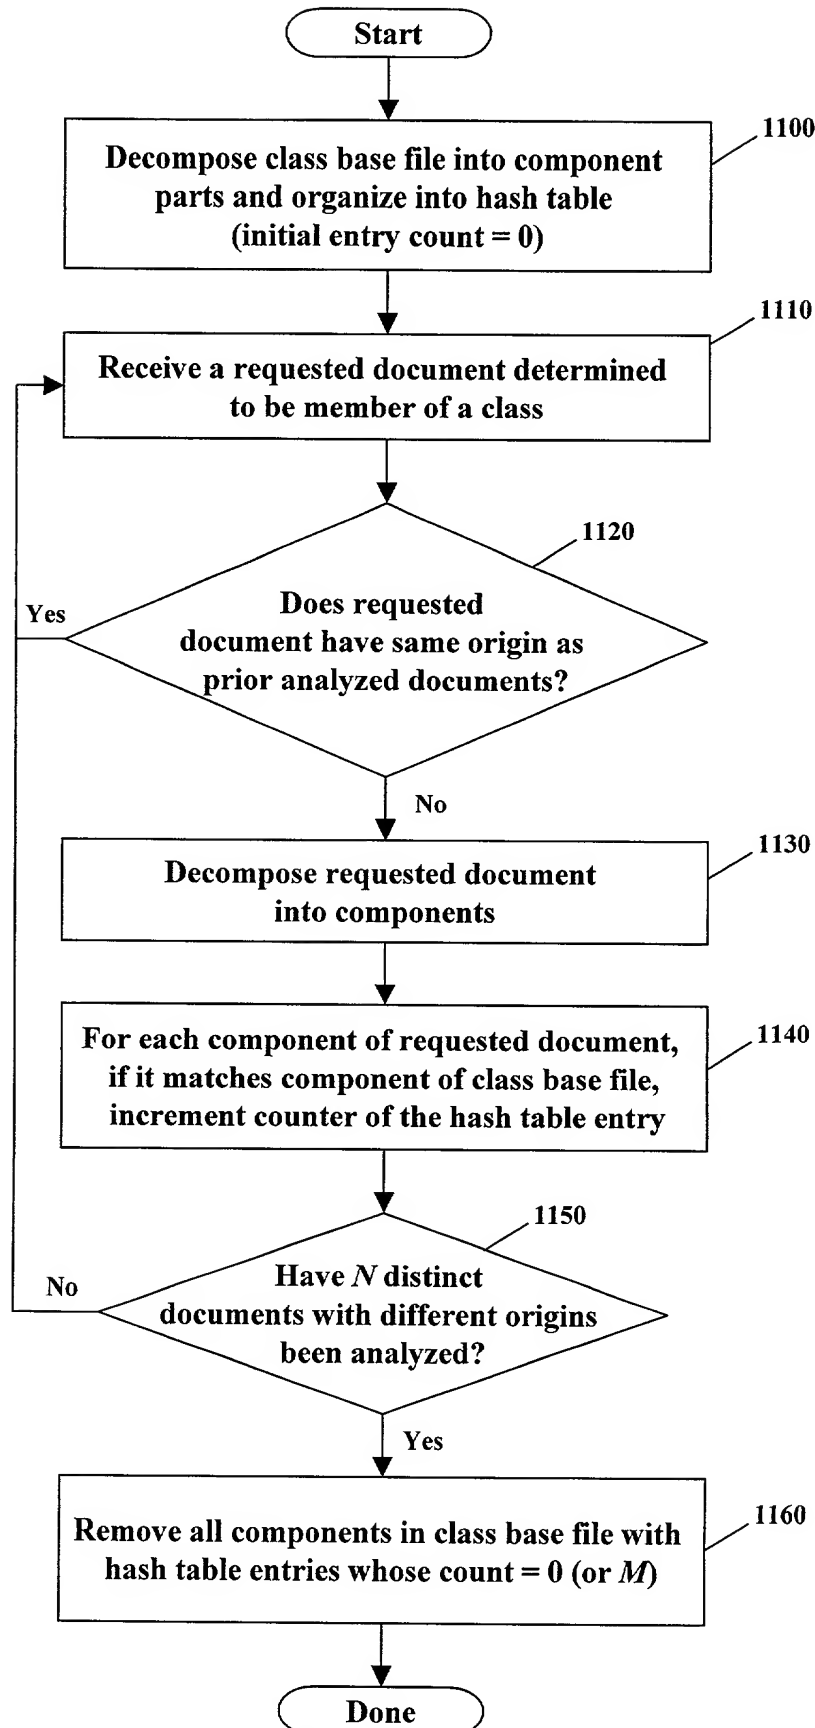 Start
1100
Decompose class base file into component
parts and organize into hash table
(initial entry count = 0)
1110
Receive a requested document determined
to be member of a class
1120
Does requested
document have same origin as
prior analyzed documents?
Yes
No
1130
Decompose requested document
into components
1140
For each component of requested document,
if it matches component of class base file,
increment counter of the hash table entry
1150
Have N distinct
documents with different origins
been analyzed?
No
Yes
1160
Remove all components in class base file with
hash table entries whose count = 0 (or M)
Done